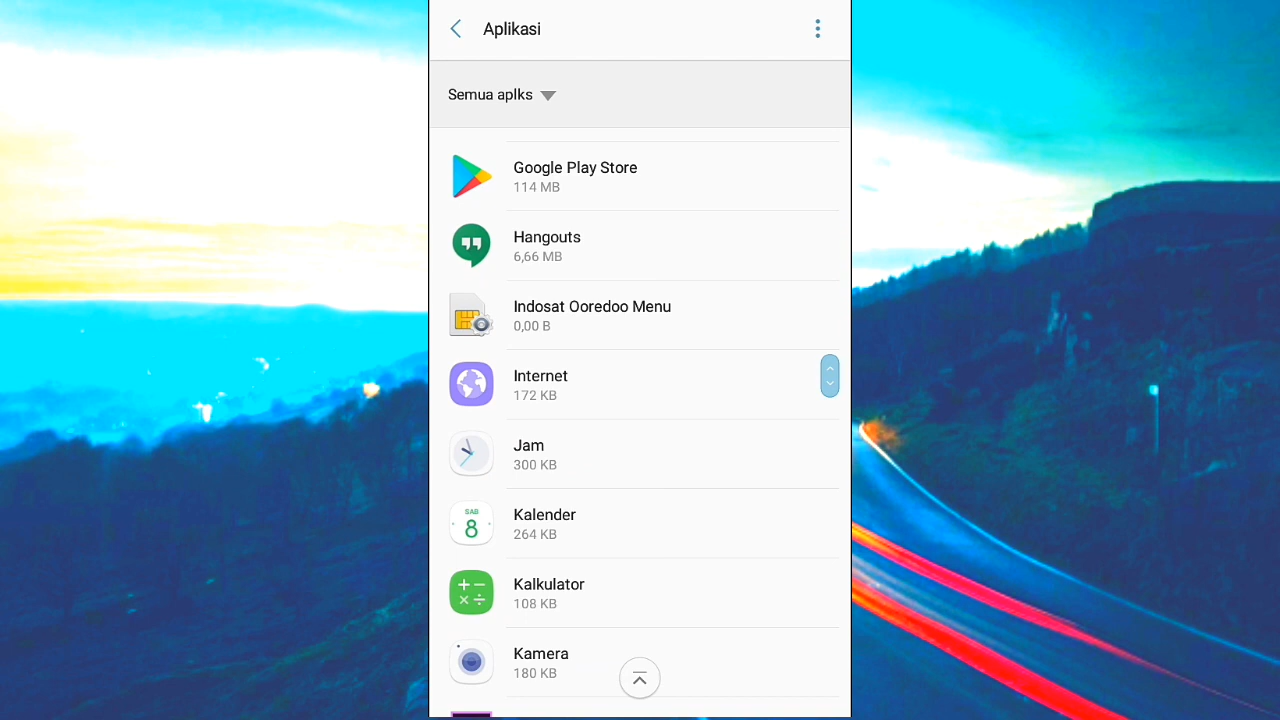 Aplikasi
Semua aplks
Google Play Store
114 MB
Hangouts
6,66 MB
Indosat Ooredoo Menu
0,00 B
Internet
172 KB
Jam
300 KB
SAB
8
Kalender
264 KB
Kalkulator
108 KB
Kamera
180 KB